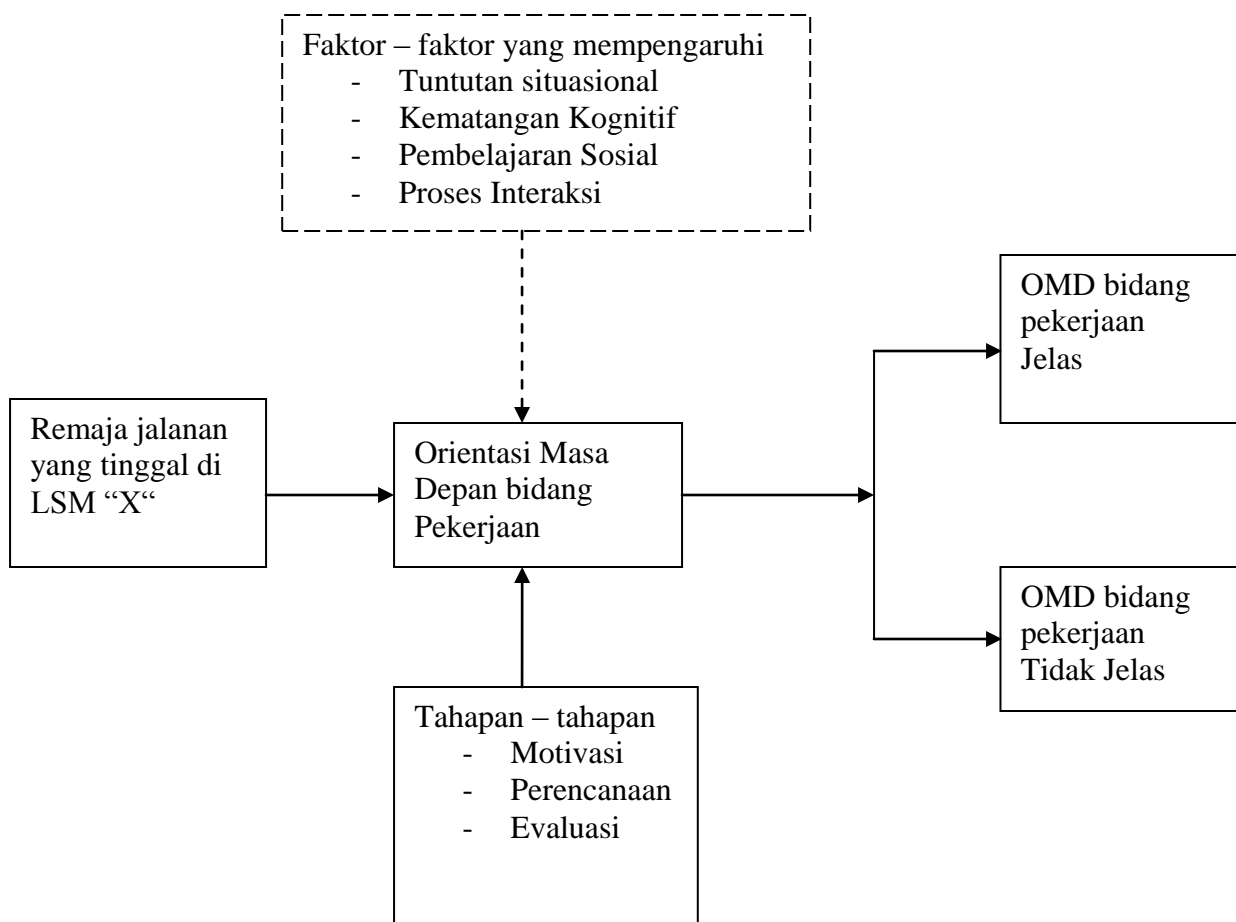 Faktor – faktor yang mempengaruhi
- Tuntutan situasional
- Kematangan Kognitif
- Pembelajaran Sosial
- Proses Interaksi
OMD bidang
pekerjaan
Jelas
Remaja jalanan
yang tinggal di
LSM “X“
Orientasi Masa
Depan bidang
Pekerjaan
OMD bidang
pekerjaan
Tidak Jelas
Tahapan – tahapan
- Motivasi
- Perencanaan
- Evaluasi